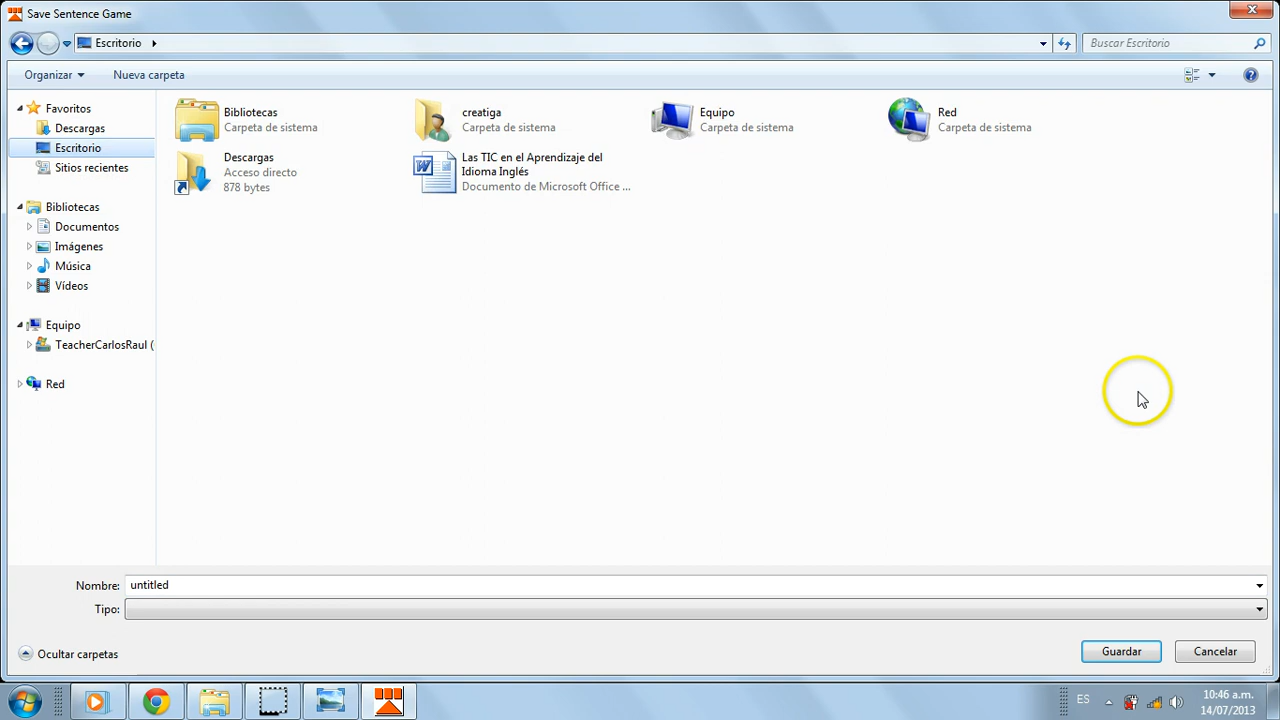 Save Sentence Game
Escritorio
Buscar Escritorio
Organizar
Nueva carpeta
Favoritos
Descargas
Escritorio
Sitios recientes
Bibliotecas
Documentos
Imágenes
Música
Vídeos
Equipo
TeacherCarlosRaul (
Red
Bibliotecas
Carpeta de sistema
creatiga
Carpeta de sistema
Equipo
Carpeta de sistema
Red
Carpeta de sistema
Descargas
Acceso directo
878 bytes
Las TIC en el Aprendizaje del
Idioma Inglés
Documento de Microsoft Office ...
Nombre: untitled
Tipo:
Ocultar carpetas
Guardar
Cancelar
ES
10:46 a.m.
14/07/2013